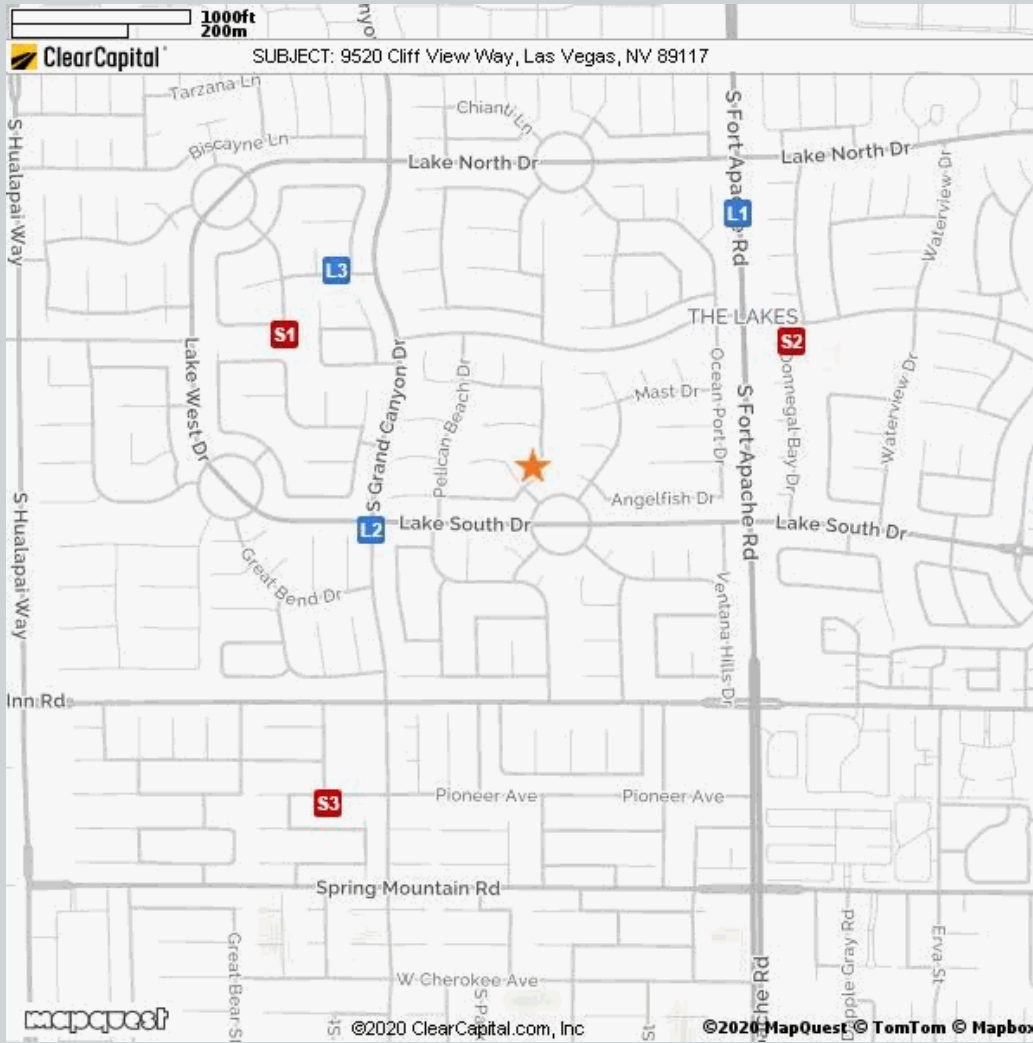 1000ft
200m
nyo
ClearCapital
SUBJECT: 9520 Cliff View Way, Las Vegas, NV 89117
Tarzana Ln
Chianti Ln
Biscayne Ln
S Hualapai Way
Lake North Dr
Lake North Dr
S Fort Apache Rd
L1
Waterview Dr
L3
THE LAKES
S1
S2
Lake West Dr
S Grand Canyon Dr
Pelican Beach Dr
Mast Dr
Ocean Port Dr
S Fort Apache Rd
Donnegal Bay Dr
Waterview Dr
Angelfish Dr
S Hualapai Way
L2
Lake South Dr
Lake South Dr
Great Bend Dr
Ventana Hills Dr
Inn Rd
S3
Pioneer Ave
Pioneer Ave
Spring Mountain Rd
Great Bear S
W Cherokee Ave
S Pa
S
S
ache Rd
Dapple Gray Rd
Erva St
mapquest
©2020 ClearCapital.com, Inc
©2020 MapQuest © TomTom © Mapbox